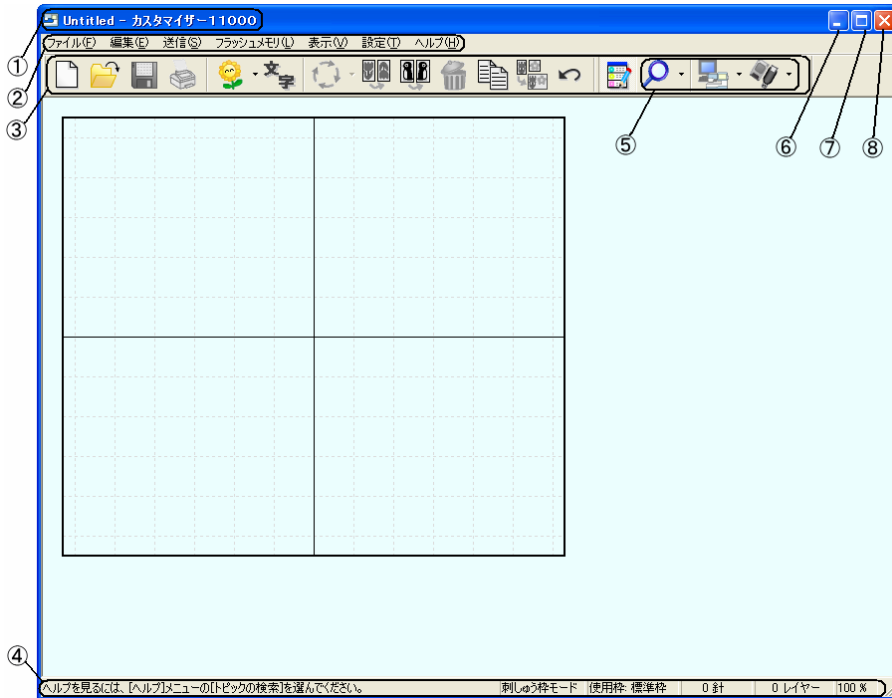 Untitled - カスタマイザー11000
① ② ③ ④ ⑤ ⑥ ⑦ ⑧
ファイル(F) 編集(E) 送信(S) フラッシュメモリ(L) 表示(V) 設定(T) ヘルプ(H)
文字
ヘルプを見るには、[ヘルプ]メニューの[トピックの検索]を選んでください。 刺しゅう枠モード 使用枠: 標準枠 0 針 0 レイヤー 100 %